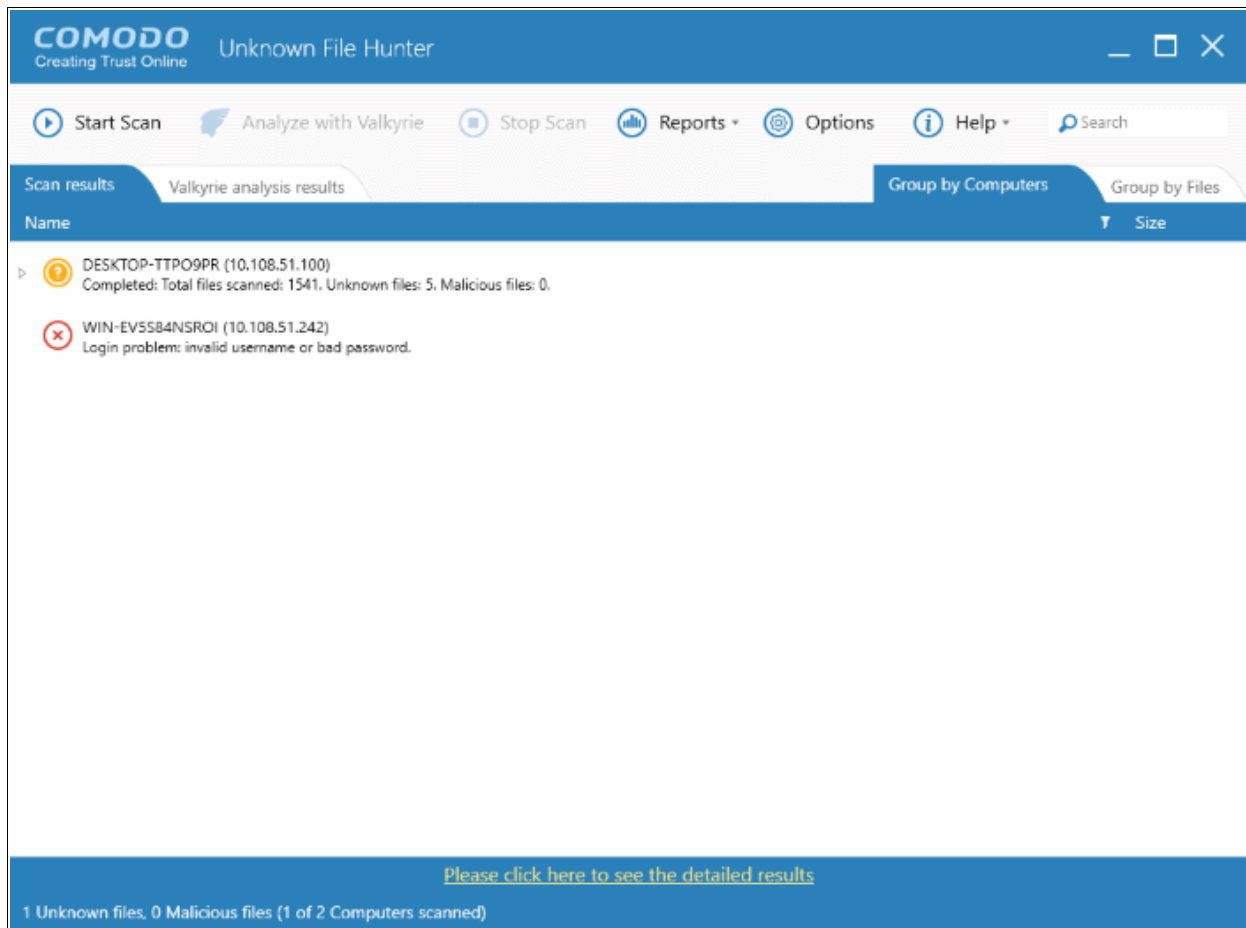 COMODO
Creating Trust Online
Unknown File Hunter
Start Scan
Analyze with Valkyrie
Stop Scan
Reports
Options
Help
Search
Scan results
Valkyrie analysis results
Group by Computers
Group by Files
Name
Size
DESKTOP-TTPO9PR (10.108.51.100)
Completed: Total files scanned: 1541. Unknown files: 5. Malicious files: 0.
WIN-EV5S84NSROI (10.108.51.242)
Login problem: invalid username or bad password.
Please click here to see the detailed results
1 Unknown files, 0 Malicious files (1 of 2 Computers scanned)